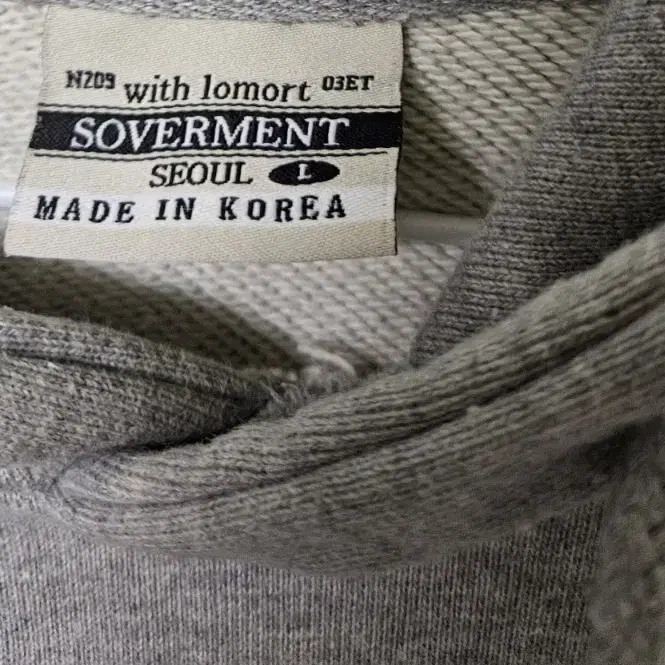 N209 with lomort 03ET
SOVERMENT
SEOUL L
MADE IN KOREA